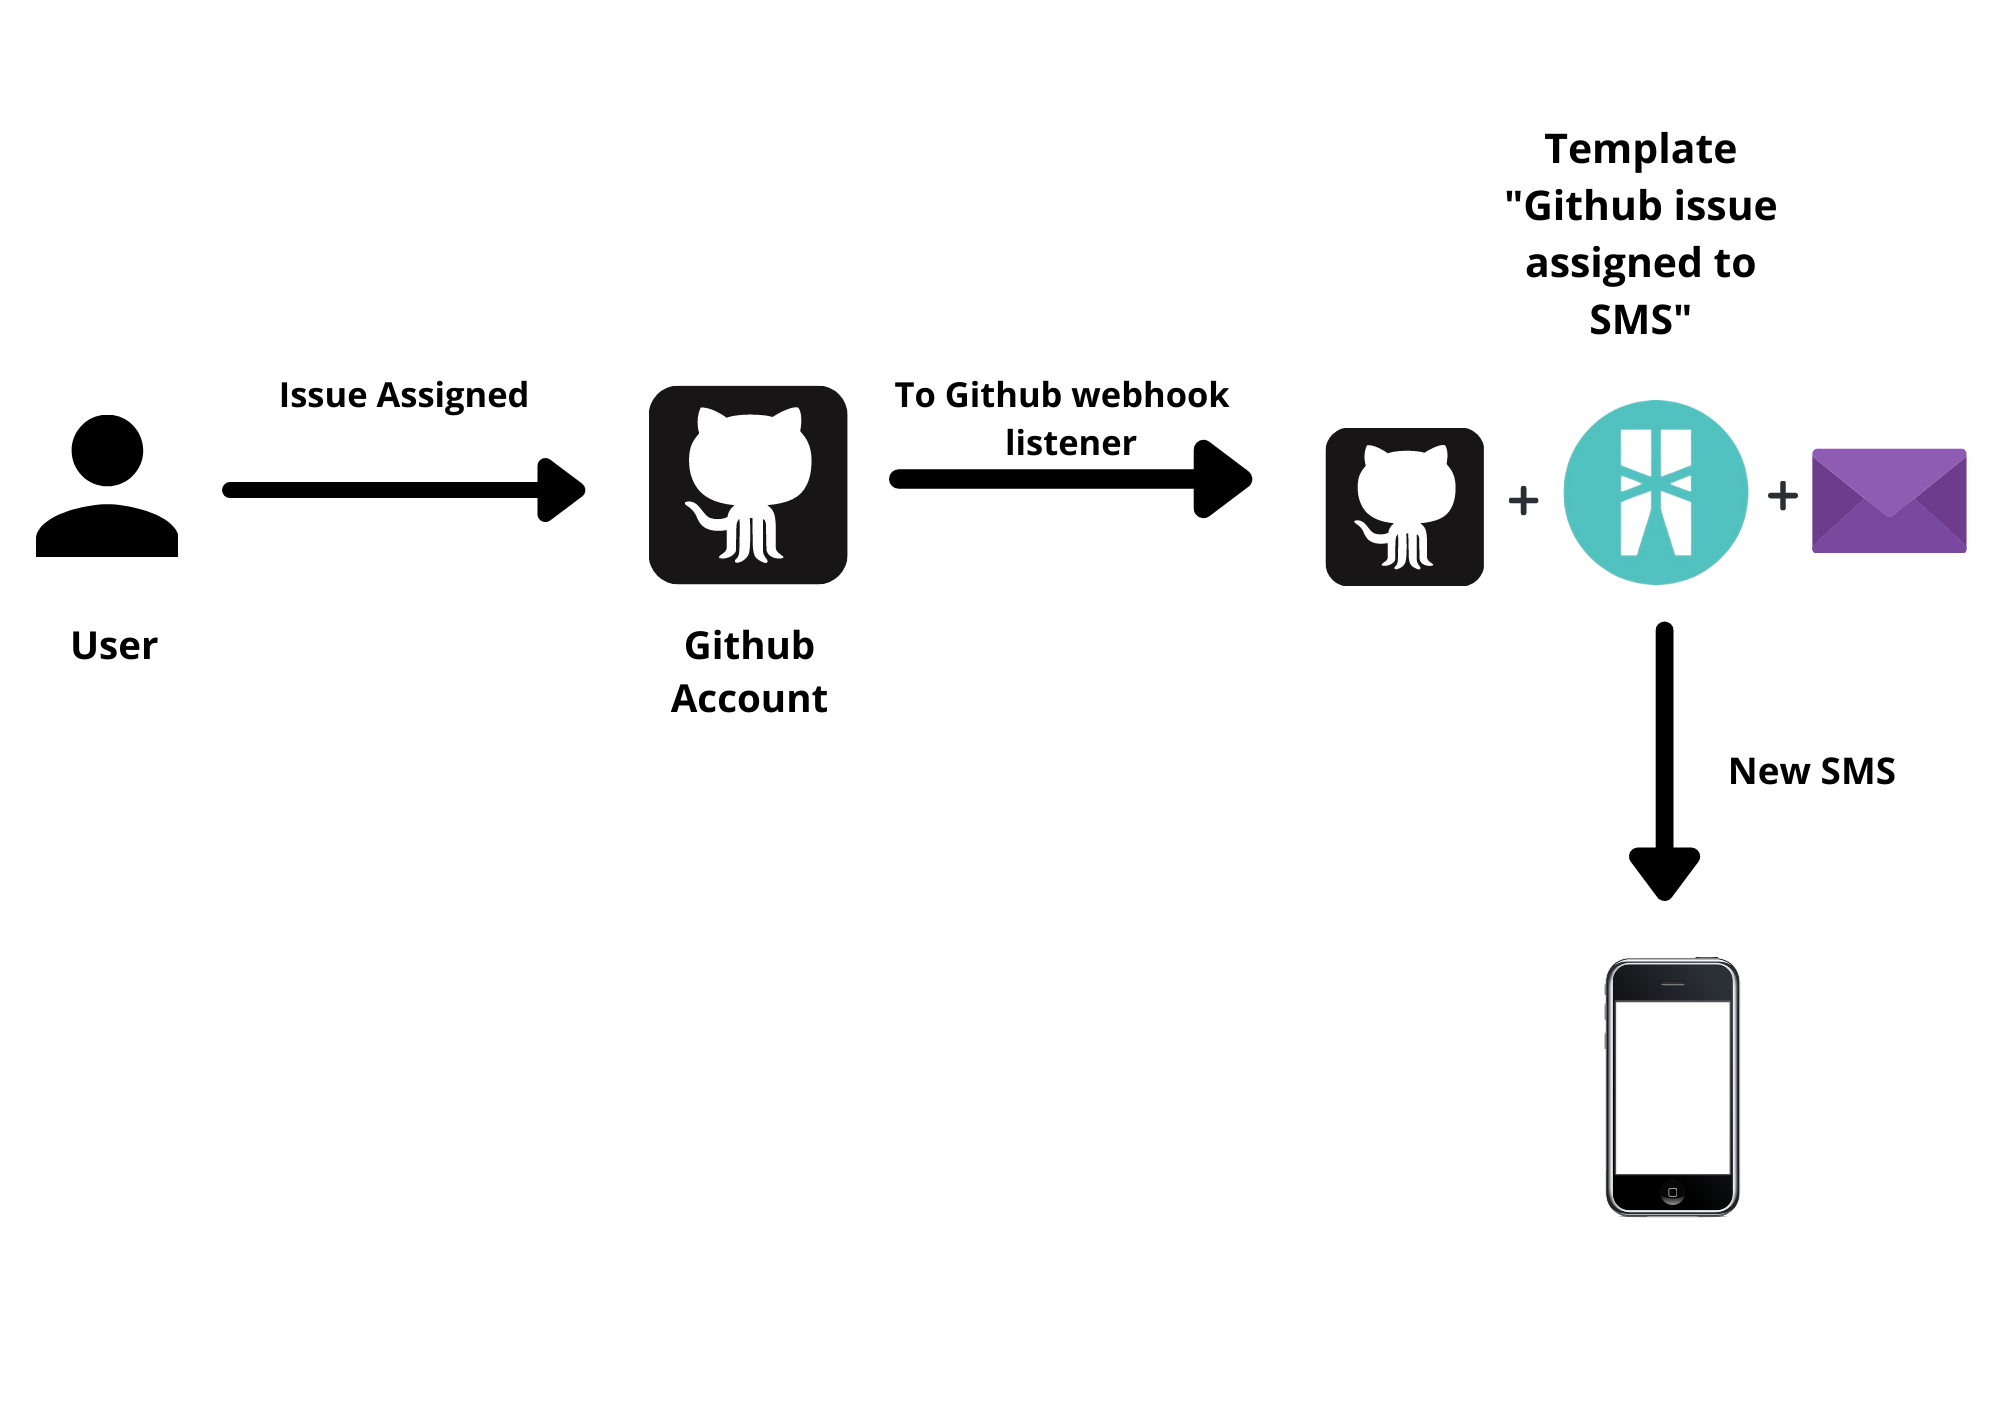 Template
"Github issue
assigned to
SMS"
Issue Assigned
To Github webhook
listener
User
Github
Account
New SMS